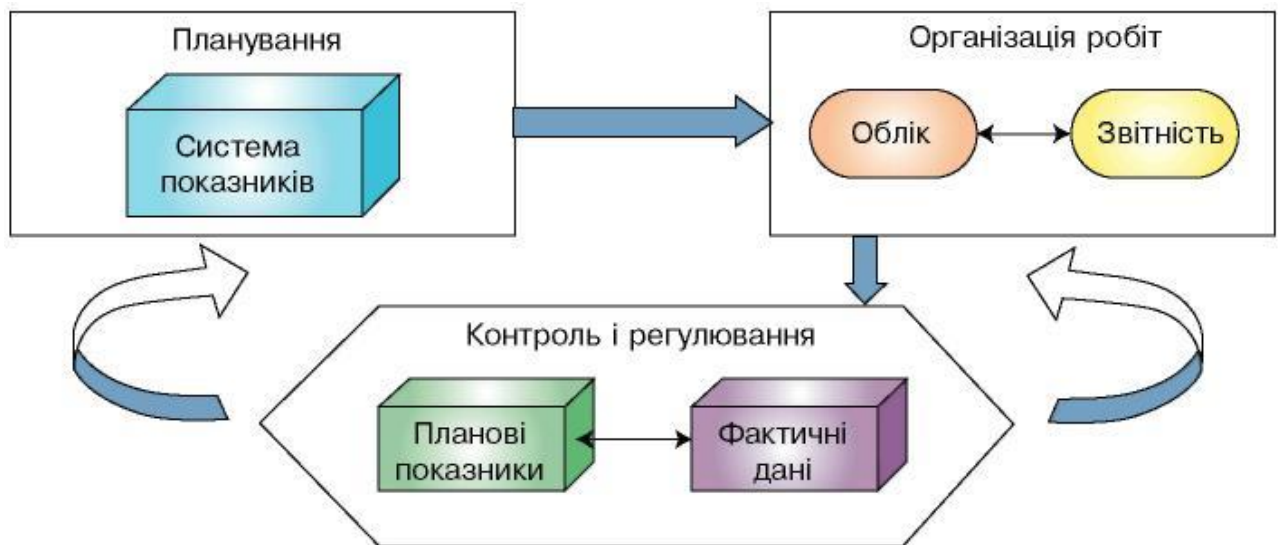 Планування
Система
показників
Організація робіт
Облік
Звітність
Контроль і регулювання
Планові
показники
Фактичні
дані